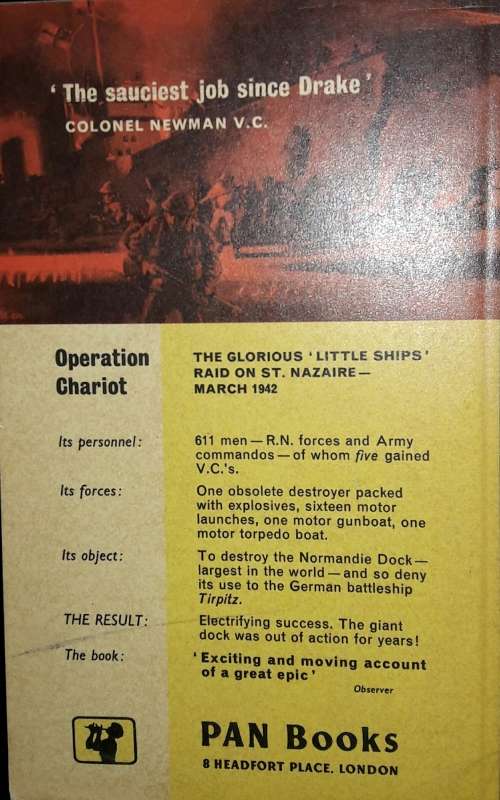 ‘The sauciest job since Drake’
COLONEL NEWMAN V.C.
Operation
Chariot
THE GLORIOUS ‘LITTLE SHIPS’
RAID ON ST. NAZAIRE—
MARCH 1942
Its personnel:
611 men—R.N. forces and Army
commandos—of whom five gained
V.C.'s.
Its forces:
One obsolete destroyer packed
with explosives, sixteen motor
launches, one motor gunboat, one
motor torpedo boat.
Its object:
To destroy the Normandie Dock—
largest in the world—and so deny
its use to the German battleship
Tirpitz.
THE RESULT:
Electrifying success. The giant
dock was out of action for years!
The book:
‘Exciting and moving account
of a great epic’
Observer
PAN Books
8 HEADFORT PLACE. LONDON